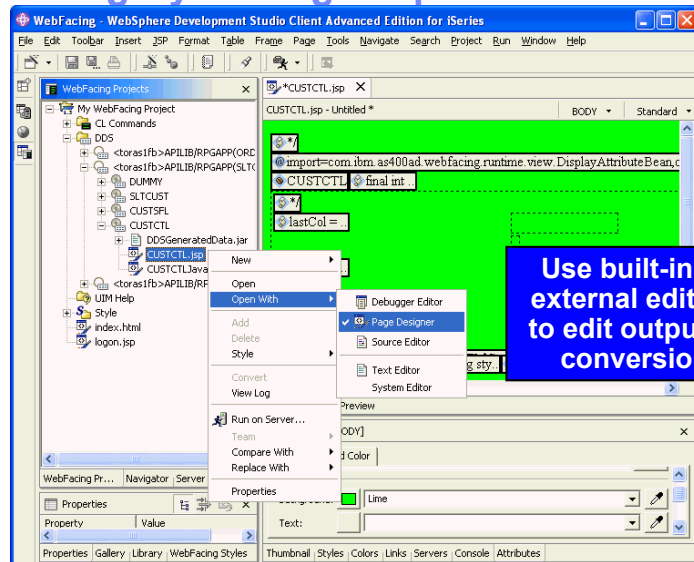 WebFacing - WebSphere Development Studio Client Advanced Edition for iSeries
File Edit Toolbar Insert JSP Format Table Frame Page Tools Navigate Search Project Run Window Help
WebFacing Projects
*CUSTCTL.jsp
CUSTCTL.jsp - Untitled * BODY Standard
My WebFacing Project
CL Commands
DDS
<toras1fb>APILIB/RPGAPP(ORD
<toras1fb>APILIB/RPGAPP(SLT(
DUMMY
SLTCUST
CUSTSFL
CUSTCTL
DDSGeneratedData.jar
CUSTCTL.jsp
CUSTCTLJava
<toras1fb>APILIB/RP
UIM Help
Style
index.html
logon.jsp
*/
import=com.ibm.as400ad.webfacing.runtime.view.DisplayAttributeBean,c
CUSTCTL final int ..
*/
lastCol = ..
New
Open
Open With
Add
Delete
Style
Convert
View Log
Run on Server...
Team
Compare With
Replace With
Properties
Debugger Editor
Page Designer
Source Editor
Text Editor
System Editor
Use built-in
external edit
to edit outpu
conversio
g sty..
Preview
ODY]
d Color
Lime
Text:
WebFacing Pr... Navigator Server
Properties
Property Value
Properties Gallery Library WebFacing Styles
Thumbnail Styles Colors Links Servers Console Attributes